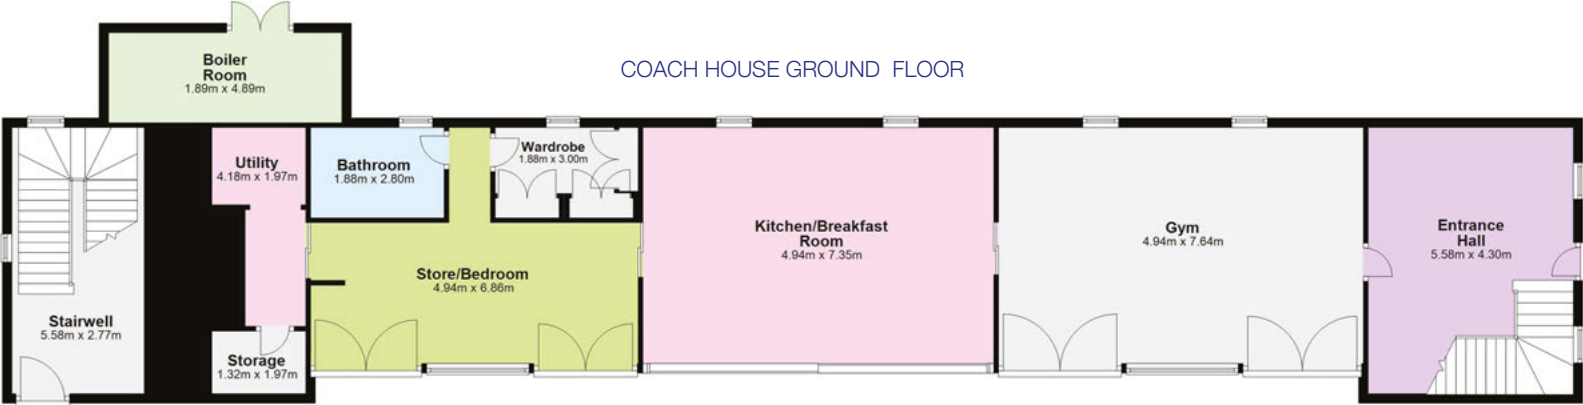 COACH HOUSE GROUND FLOOR
Boiler
Room
1.89m x 4.89m
Utility
4.18m x 1.97m
Bathroom
1.88m x 2.80m
Wardrobe
1.88m x 3.00m
Kitchen/Breakfast
Room
4.94m x 7.35m
Gym
4.94m x 7.64m
Entrance
Hall
5.58m x 4.30m
Store/Bedroom
4.94m x 6.86m
Stairwell
5.58m x 2.77m
Storage
1.32m x 1.97m